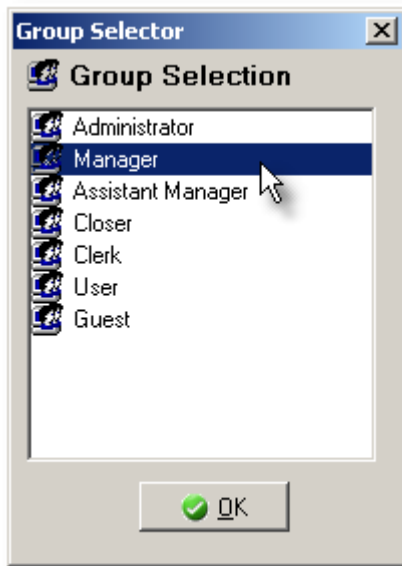 Group Selector
Group Selection
Administrator
Manager
Assistant Manager
Closer
Clerk
User
Guest
OK